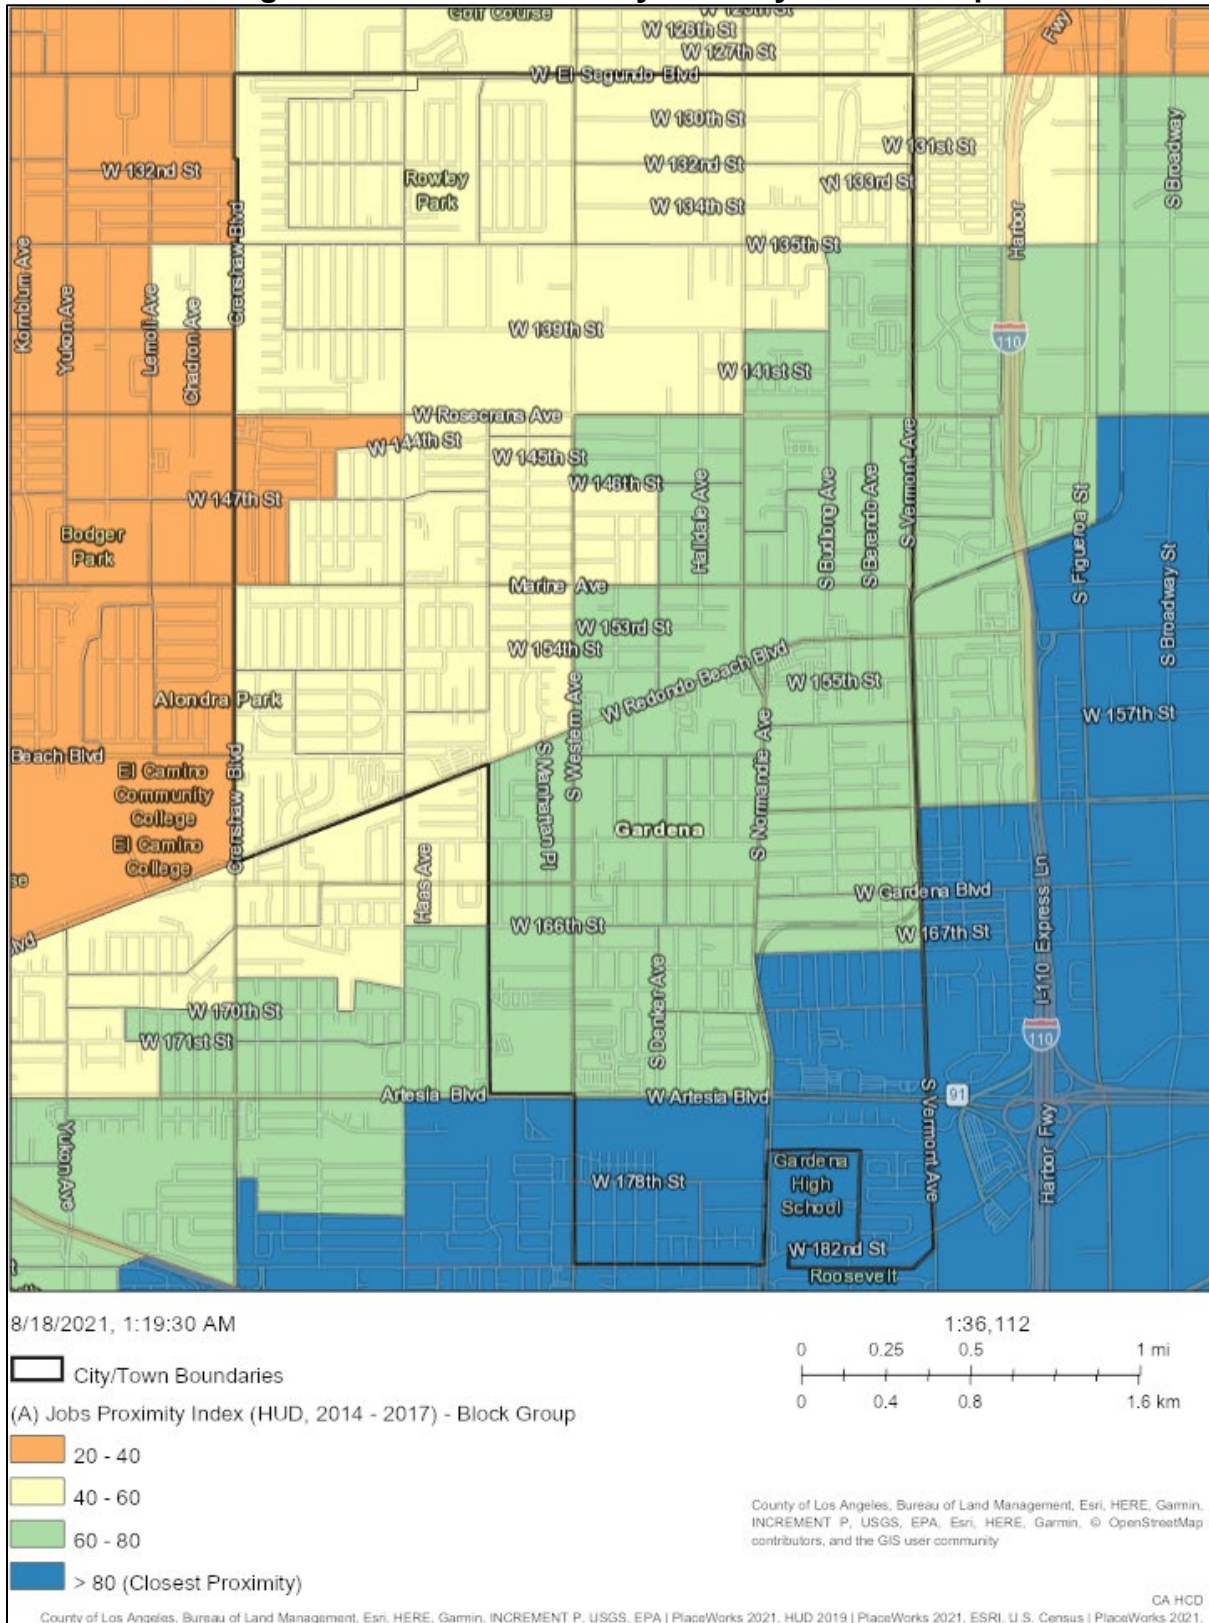 Golf Course
W 126th St
W 127th St
Fwy
W El Segundo Blvd
W 130th St
S Broadway
W 131st St
W 132nd St
W 132nd St
Rowley
Park
W 133rd St
W 134th St
Crenshaw Blvd
Harbor
W 135th St
Kornblum Ave
Yukon Ave
Lemoli Ave
Chadron Ave
W 139th St
110
W 141st St
W Rosecrans Ave
W 144th St
W 145th St
W 146th St
W 147th St
Halldale Ave
S Budlong Ave
S Berendo Ave
S Vermont Ave
S Figueroa St
S Broadway St
Bodger
Park
Marine Ave
W 153rd St
W 154th St
W Redondo Beach Blvd
W 155th St
Alondra Park
S Western Ave
S Normandie Ave
W 157th St
Beach Blvd
El Camino
Community
College
El Camino
College
Crenshaw Blvd
S Manhattan Pl
Gardena
Haas Ave
W Gardena Blvd
I-110 Express Ln
W 166th St
W 167th St
S Denker Ave
W 170th St
W 171st St
110
Artesia Blvd
W Artesia Blvd
91
S Vermont Ave
Harbor Fwy
Yukon Ave
Gardena
High
School
W 178th St
W 182nd St
Roosevelt
8/18/2021, 1:19:30 AM
1:36,112
0 0.25 0.5 1 mi
0 0.4 0.8 1.6 km
City/Town Boundaries
(A) Jobs Proximity Index (HUD, 2014 - 2017) - Block Group
20 - 40
40 - 60
60 - 80
> 80 (Closest Proximity)
County of Los Angeles, Bureau of Land Management, Esri, HERE, Garmin,
INCREMENT P, USGS, EPA, Esri, HERE, Garmin, © OpenStreetMap
contributors, and the GIS user community
CA HCD
County of Los Angeles, Bureau of Land Management, Esri, HERE, Garmin, INCREMENT P, USGS, EPA | PlaceWorks 2021, HUD 2019 | PlaceWorks 2021, ESRI, U.S. Census | PlaceWorks 2021,